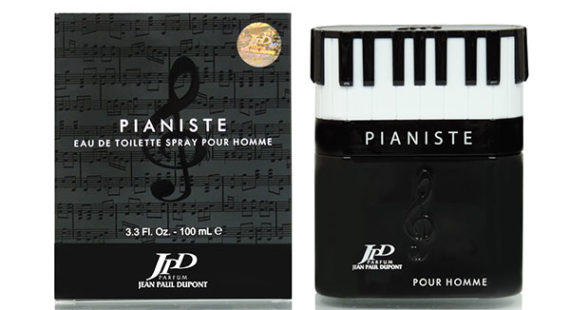 JPD
PIANISTE
EAU DE TOILETTE SPRAY POUR HOMME
3.3 Fl. Oz. - 100 mL ℮
JPD
PARFUM
JEAN PAUL DUPONT
PIANISTE
JPD
PARFUM
JEAN PAUL DUPONT
POUR HOMME